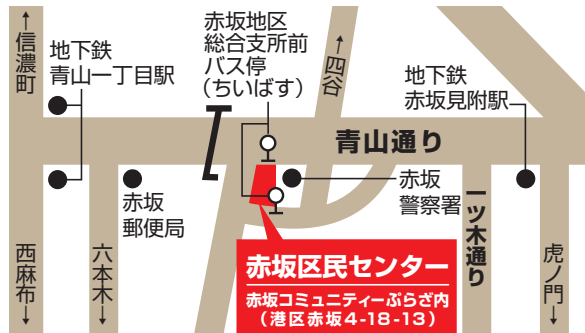 ←信濃町
地下鉄
青山一丁目駅
赤坂地区
総合支所前
バス停
（ちいばす）
→四谷
地下鉄
赤坂見附駅
青山通り
赤坂
郵便局
赤坂
警察署
一ツ木通り
西麻布→
六本木→
虎ノ門→
赤坂区民センター
赤坂コミュニティーぷらざ内
（港区赤坂4-18-13）